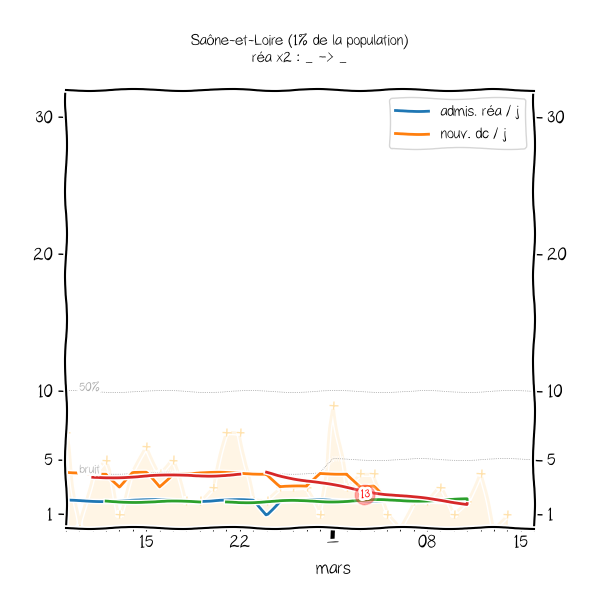 Saône-et-Loire (1% de la population)
réa x2 : _ -> _
admis. réa / j
nouv. dc / j
30
30
20
20
10
10
50%
5
5
bruit
13
1
1
15
22
1
08
15
mars